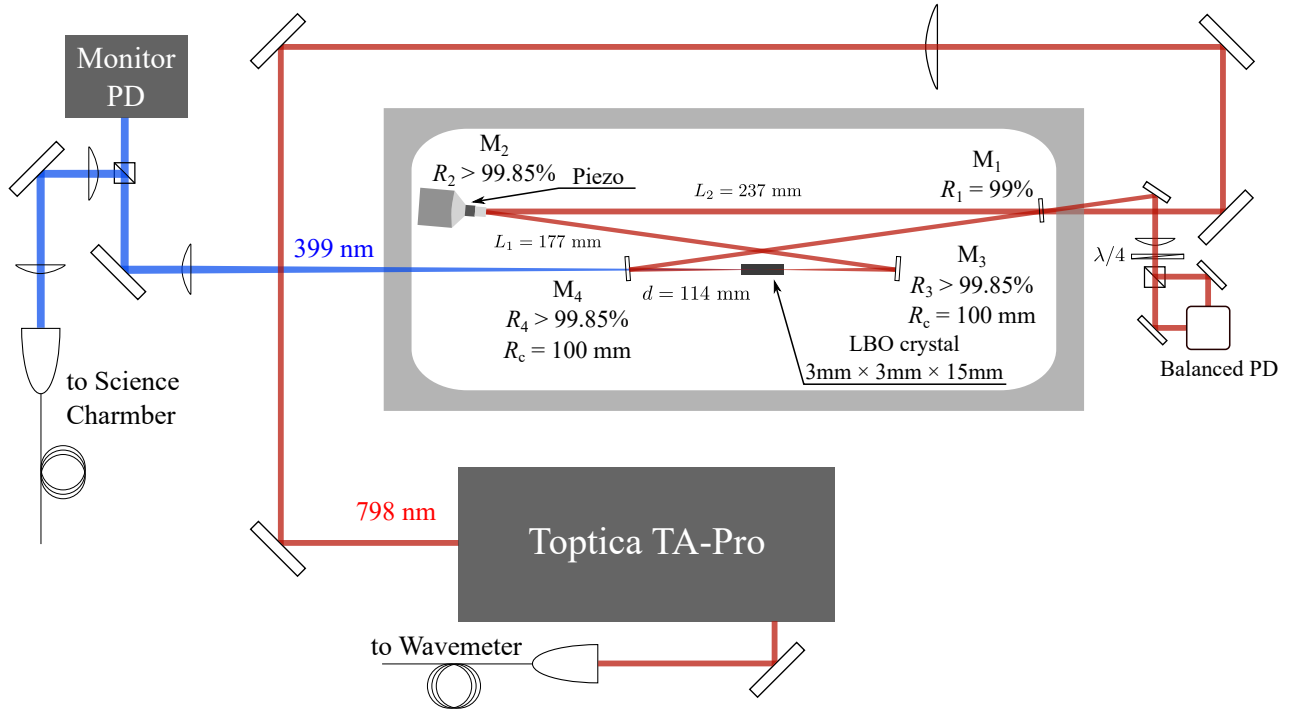 Monitor
PD
M₂
R₂ > 99.85%
Piezo
L₂ = 237 mm
M₁
R₁ = 99%
L₁ = 177 mm
399 nm
M₄
R₄ > 99.85%
R_c = 100 mm
d = 114 mm
M₃
R₃ > 99.85%
R_c = 100 mm
LBO crystal
3mm × 3mm × 15mm
λ/4
Balanced PD
to Science
Charmber
798 nm
Toptica TA-Pro
to Wavemeter